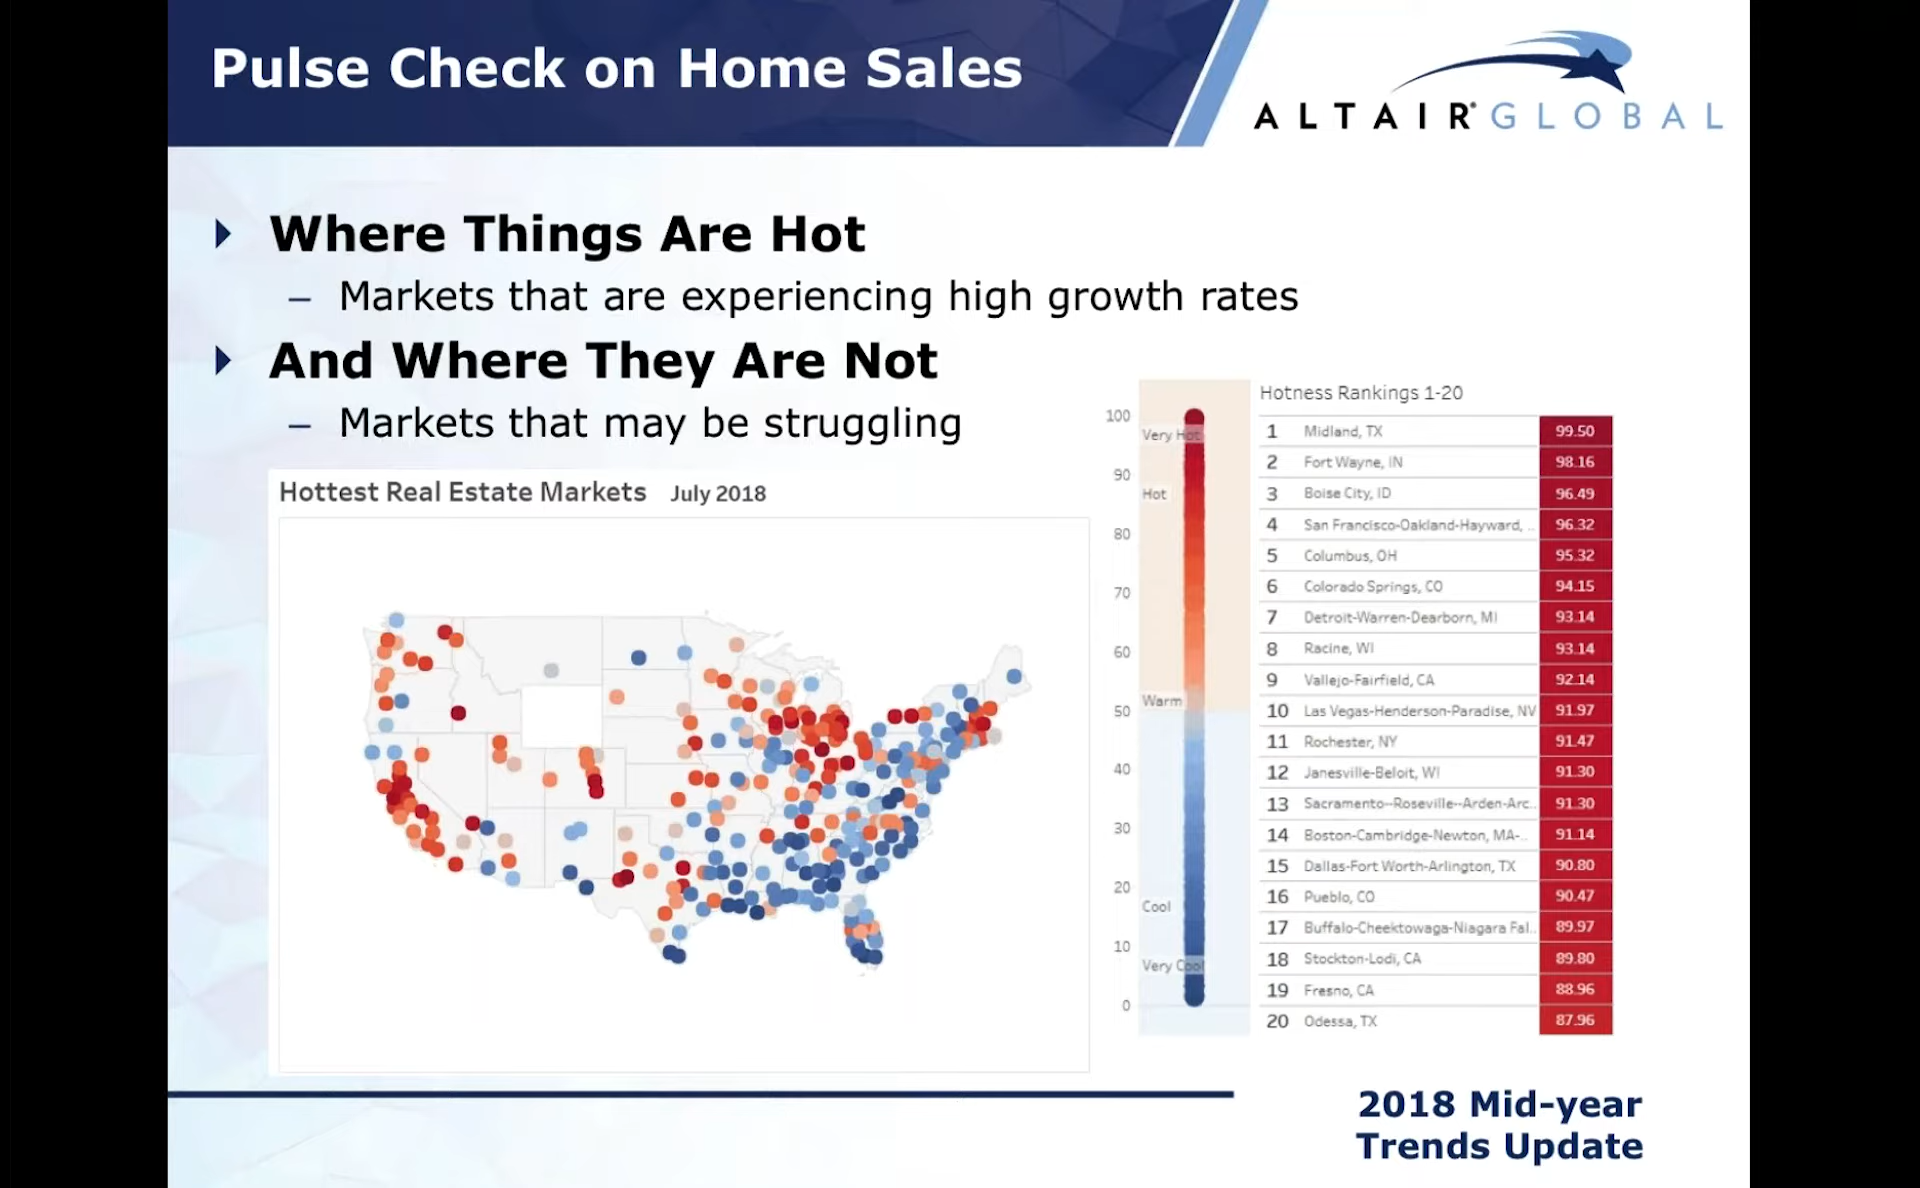 Pulse Check on Home Sales
ALTAIR® GLOBAL
Where Things Are Hot
– Markets that are experiencing high growth rates
And Where They Are Not
– Markets that may be struggling
Hottest Real Estate Markets July 2018
100
Very Hot
90
Hot
80
70
60
Warm
50
40
30
20
Cool
10
Very Cool
0
Hotness Rankings 1-20
1 Midland, TX 99.50
2 Fort Wayne, IN 98.16
3 Boise City, ID 96.49
4 San Francisco-Oakland-Hayward, .. 96.32
5 Columbus, OH 95.32
6 Colorado Springs, CO 94.15
7 Detroit-Warren-Dearborn, MI 93.14
8 Racine, WI 93.14
9 Vallejo-Fairfield, CA 92.14
10 Las Vegas-Henderson-Paradise, NV 91.97
11 Rochester, NY 91.47
12 Janesville-Beloit, WI 91.30
13 Sacramento--Roseville--Arden-Arc.. 91.30
14 Boston-Cambridge-Newton, MA-.. 91.14
15 Dallas-Fort Worth-Arlington, TX 90.80
16 Pueblo, CO 90.47
17 Buffalo-Cheektowaga-Niagara Fal.. 89.97
18 Stockton-Lodi, CA 89.80
19 Fresno, CA 88.96
20 Odessa, TX 87.96
2018 Mid-year
Trends Update